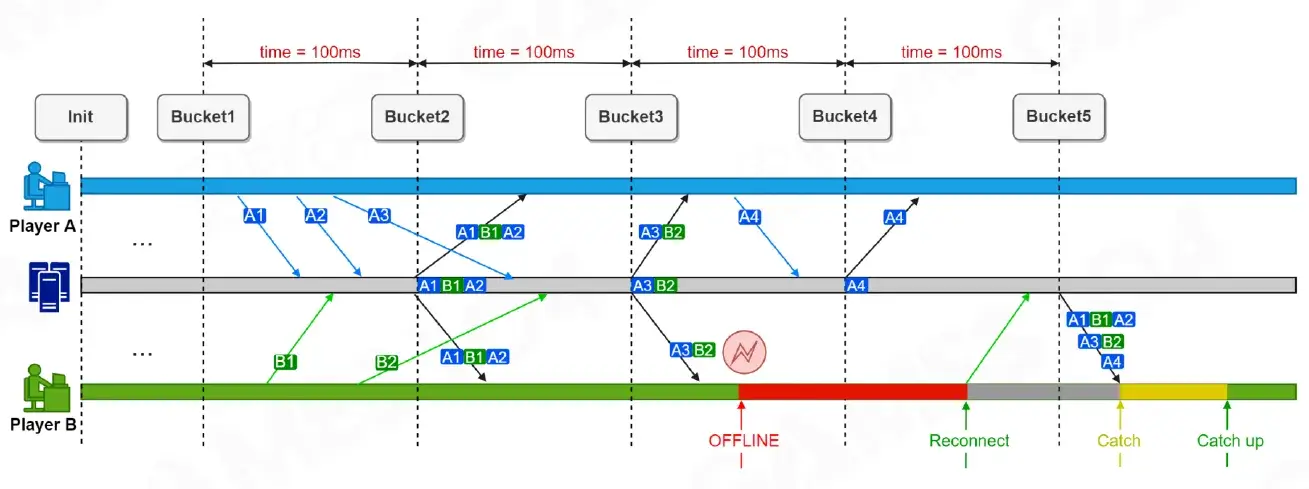 time = 100ms
time = 100ms
time = 100ms
time = 100ms
Init
Bucket1
Bucket2
Bucket3
Bucket4
Bucket5
Player A
A1
A2
A3
A1 B1 A2
A3 B2
A4
A4
...
A1 B1 A2
A3 B2
A4
...
B1
B2
A1 B1 A2
A3 B2
A1 B1 A2
A3 B2
A4
Player B
OFFLINE
Reconnect
Catch
Catch up